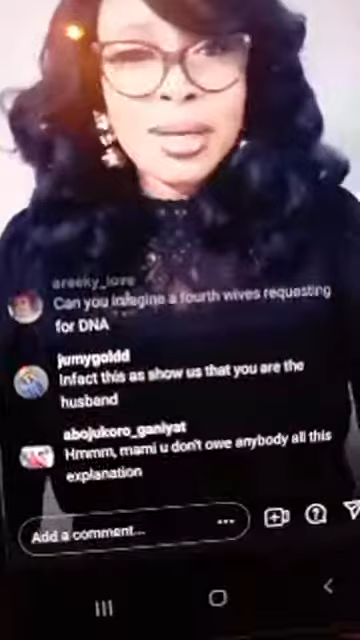 areeky_love
Can you imagine a fourth wives requesting
for DNA
jumygoldd
Infact this as show us that you are the
husband
abojukoro_ganiyat
Hmmm, mami u don't owe anybody all this
explanation
Add a comment...